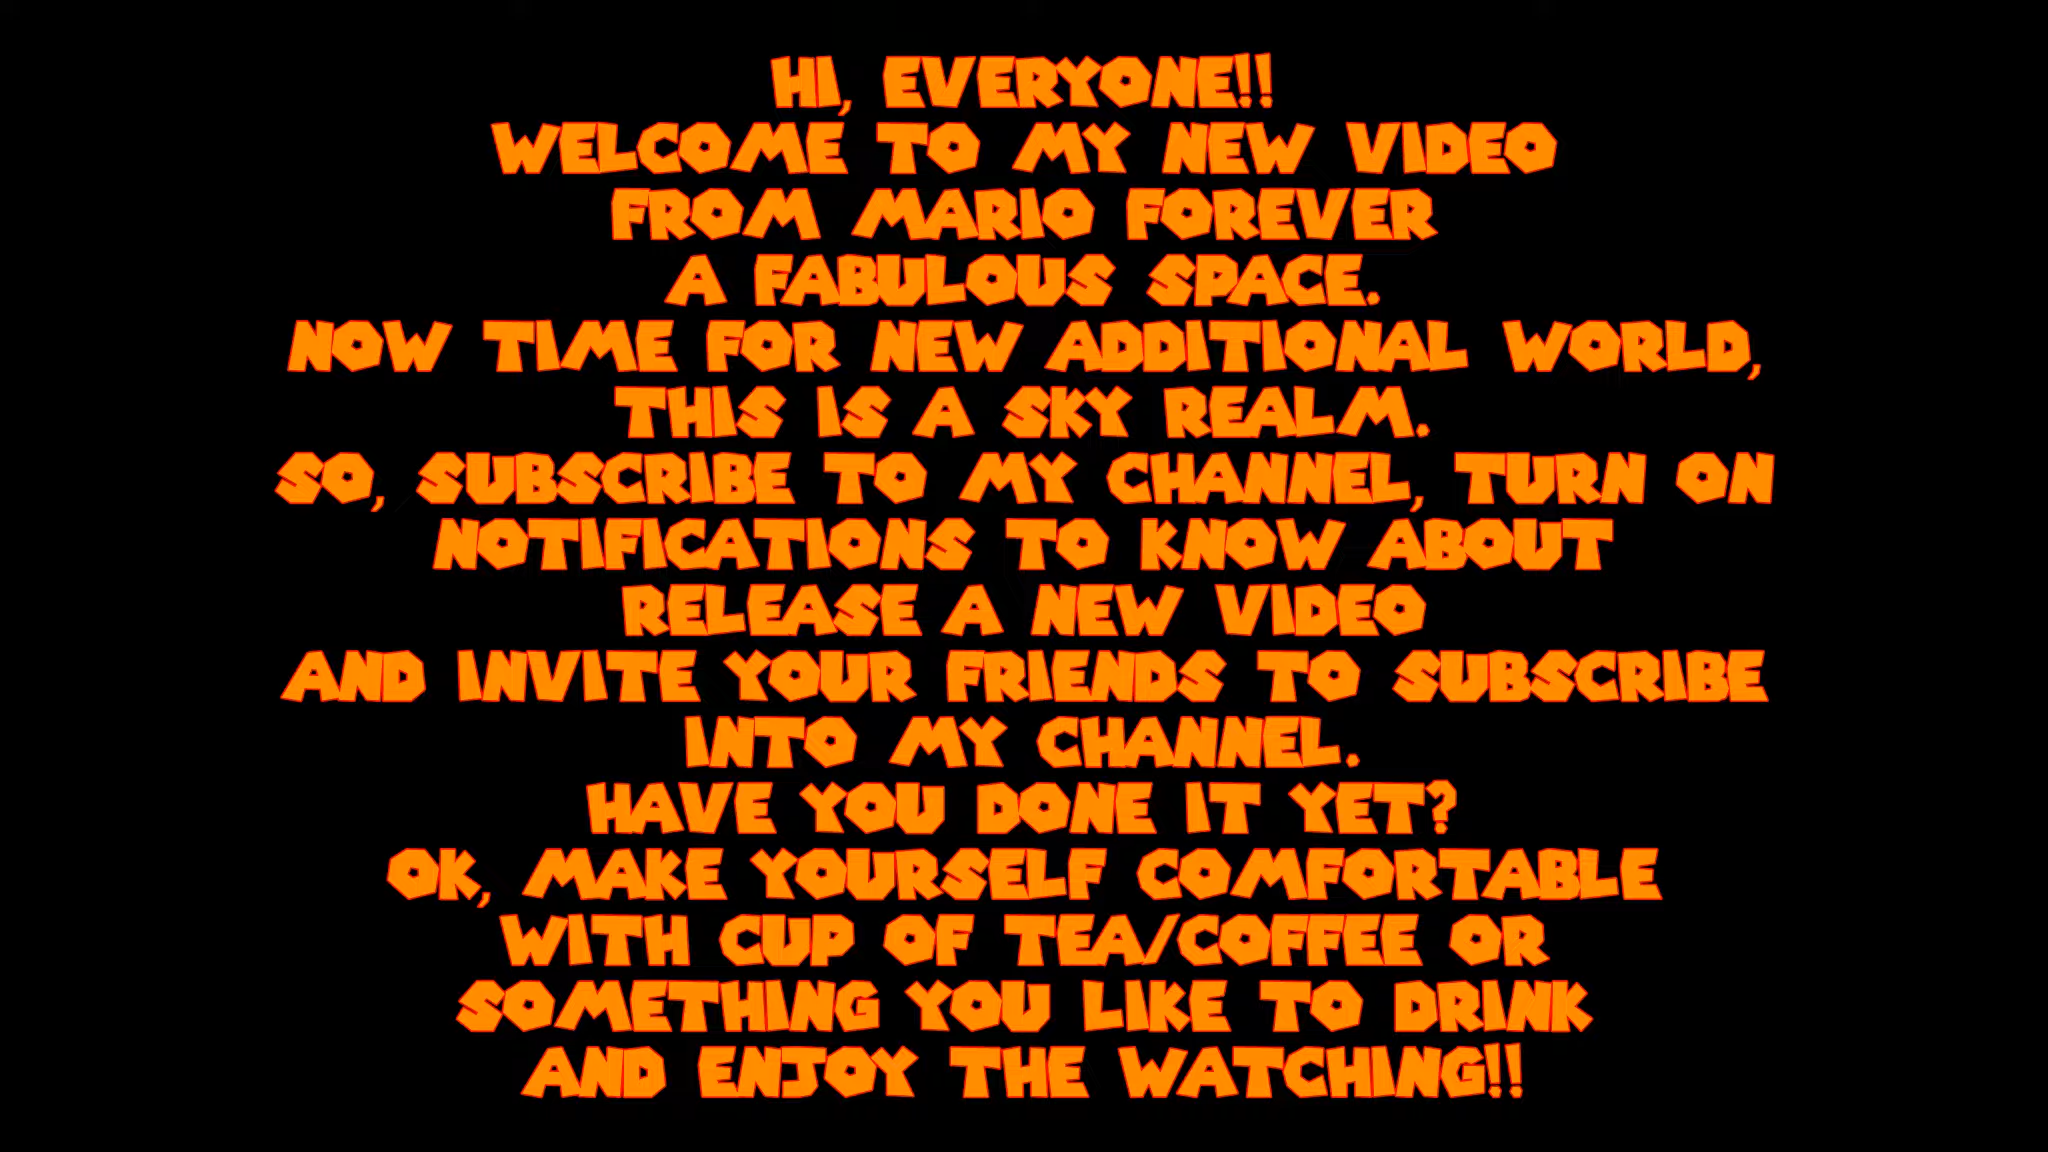 HI, EVERYONE!!
WELCOME TO MY NEW VIDEO
FROM MARIO FOREVER
A FABULOUS SPACE.
NOW TIME FOR NEW ADDITIONAL WORLD,
THIS IS A SKY REALM.
SO, SUBSCRIBE TO MY CHANNEL, TURN ON
NOTIFICATIONS TO KNOW ABOUT
RELEASE A NEW VIDEO
AND INVITE YOUR FRIENDS TO SUBSCRIBE
INTO MY CHANNEL.
HAVE YOU DONE IT YET?
OK, MAKE YOURSELF COMFORTABLE
WITH CUP OF TEA/COFFEE OR
SOMETHING YOU LIKE TO DRINK
AND ENJOY THE WATCHING!!